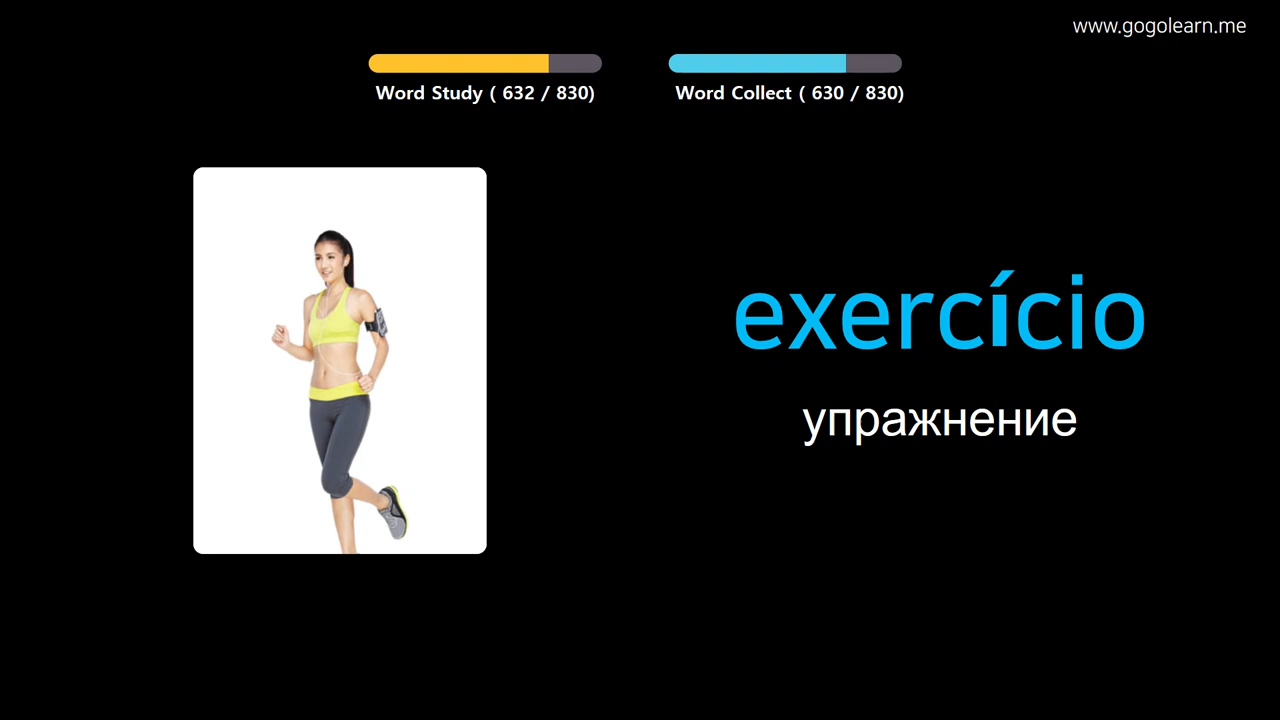 www.gogolearn.me
Word Study ( 632 / 830)
Word Collect ( 630 / 830)
exercício
упражнение